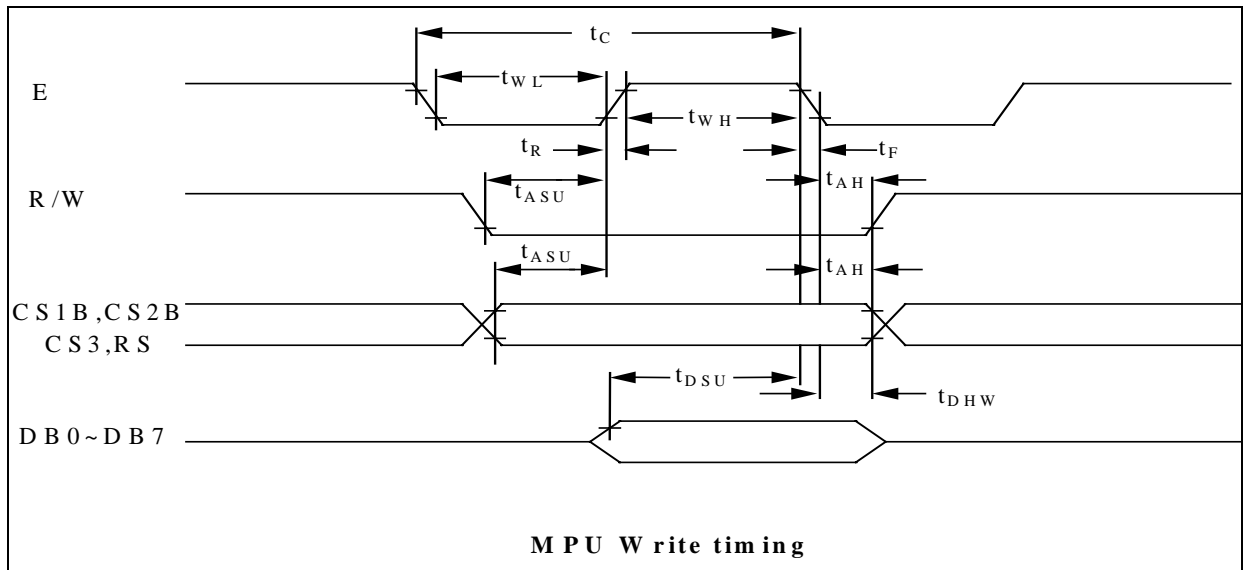 tC
tWL
E
tWH
tR
tF
tAH
R/W
tASU
tASU
tAH
CS1B,CS2B
CS3,RS
tDSU
tDHW
DB0~DB7
MPU Write timing